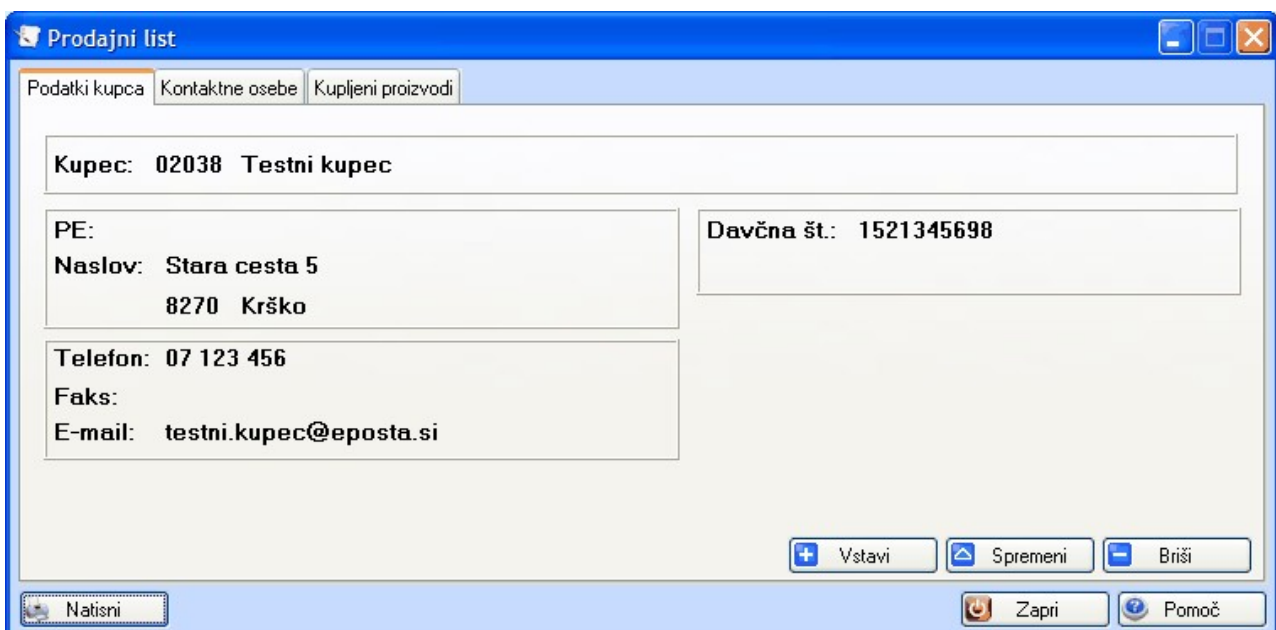 Prodajni list
Podatki kupca Kontaktne osebe Kupljeni proizvodi
Kupec: 02038 Testni kupec
PE:
Naslov: Stara cesta 5
8270 Krško
Davčna št.: 1521345698
Telefon: 07 123 456
Faks:
E-mail: testni.kupec@eposta.si
Vstavi Spremeni Briši
Natisni Zapri Pomoč